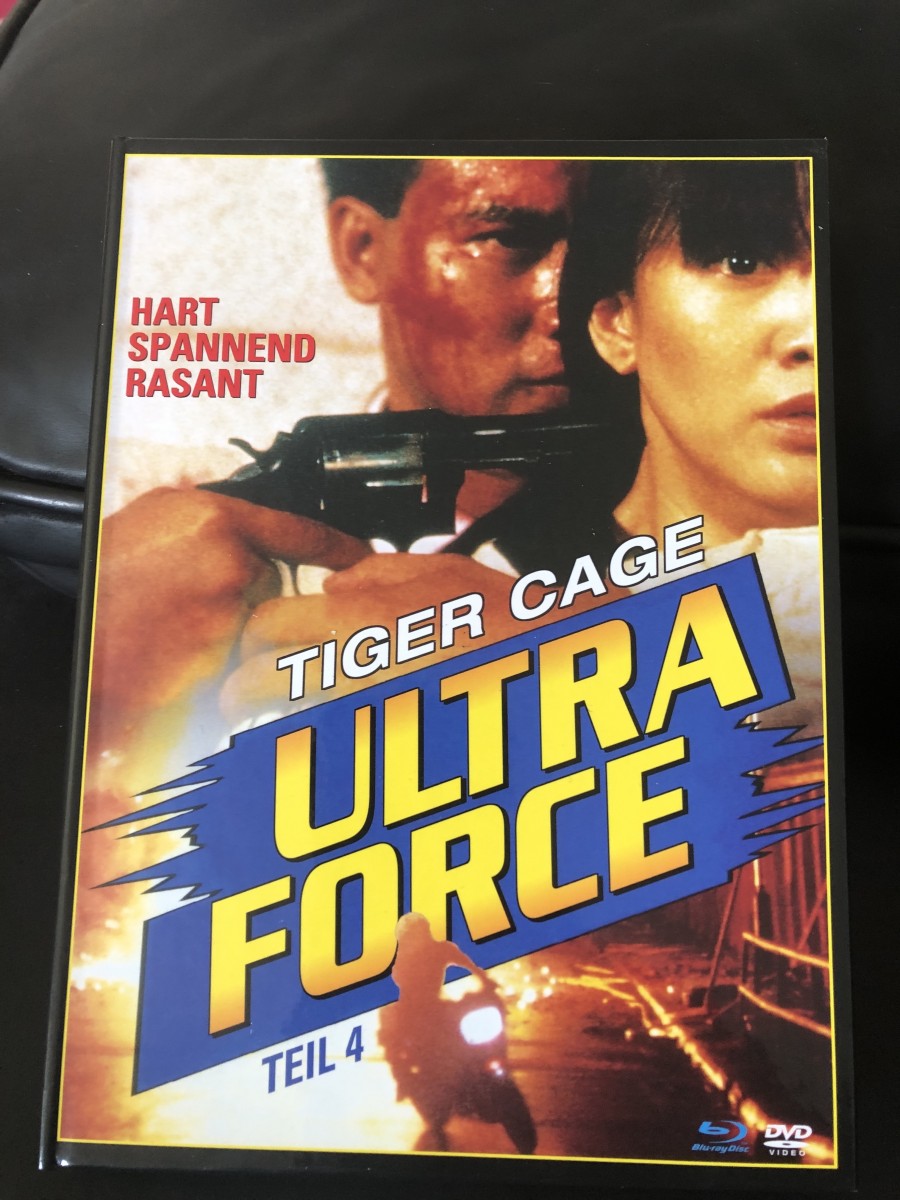 HART
SPANNEND
RASANT
TIGER CAGE
ULTRA
FORCE
TEIL 4
Blu-ray Disc
DVD
VIDEO